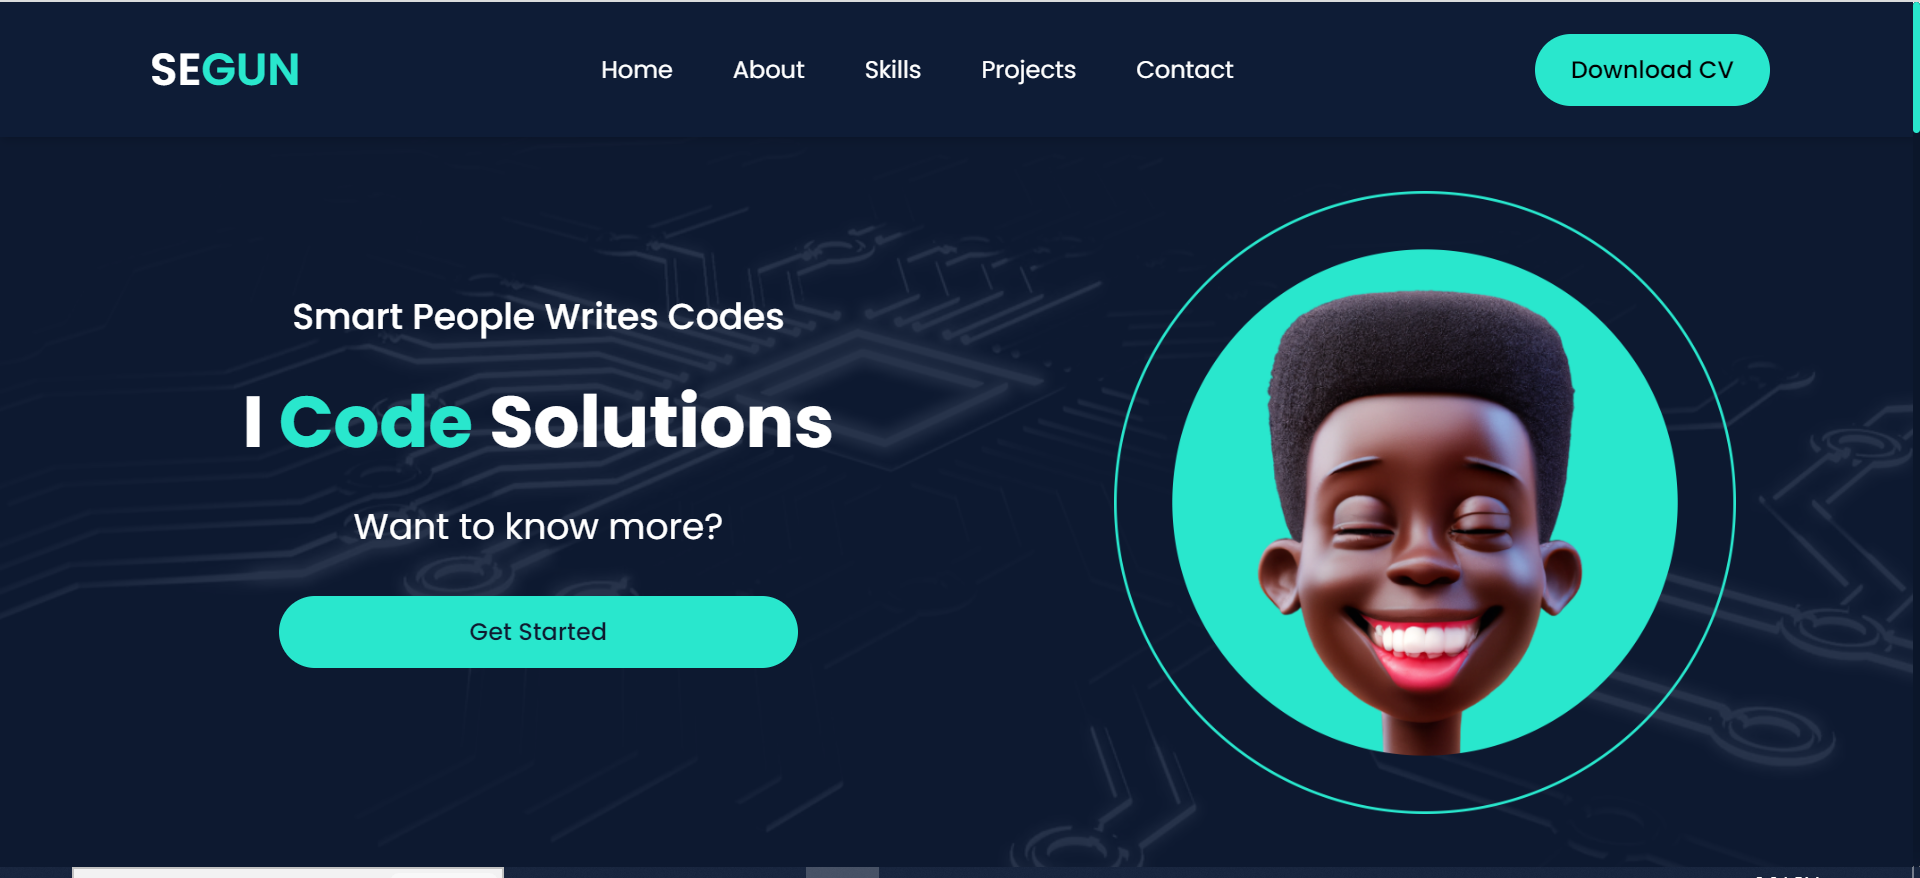 SEGUN
Home
About
Skills
Projects
Contact
Download CV
Smart People Writes Codes
I Code Solutions
Want to know more?
Get Started